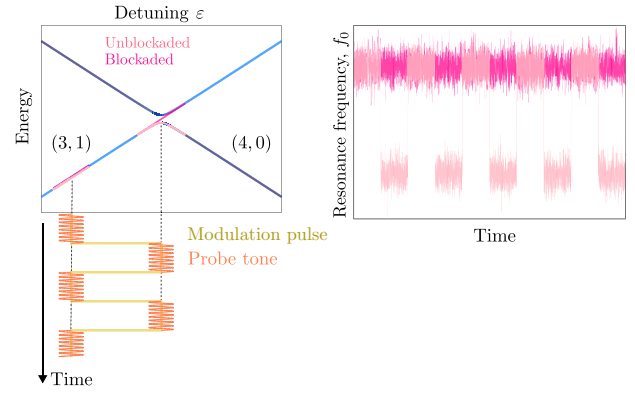 Detuning ε
Unblockaded
Blockaded
Energy
(3, 1)
(4, 0)
Modulation pulse
Probe tone
Time
Resonance frequency, f₀
Time